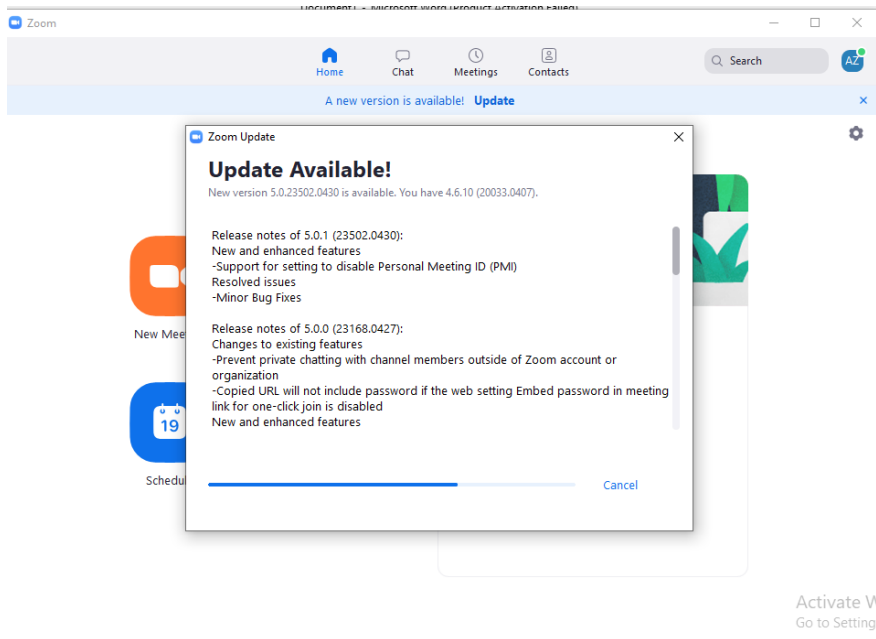 Document1 - Microsoft Word (Product Activation Failed)
Zoom
Home
Chat
Meetings
Contacts
Search
AZ
A new version is available! Update
Zoom Update
Update Available!
New version 5.0.23502.0430 is available. You have 4.6.10 (20033.0407).
Release notes of 5.0.1 (23502.0430):
New and enhanced features
-Support for setting to disable Personal Meeting ID (PMI)
Resolved issues
-Minor Bug Fixes
Release notes of 5.0.0 (23168.0427):
Changes to existing features
-Prevent private chatting with channel members outside of Zoom account or
organization
-Copied URL will not include password if the web setting Embed password in meeting
link for one-click join is disabled
New and enhanced features
New Mee
19
Schedul
Cancel
Activate W
Go to Setting